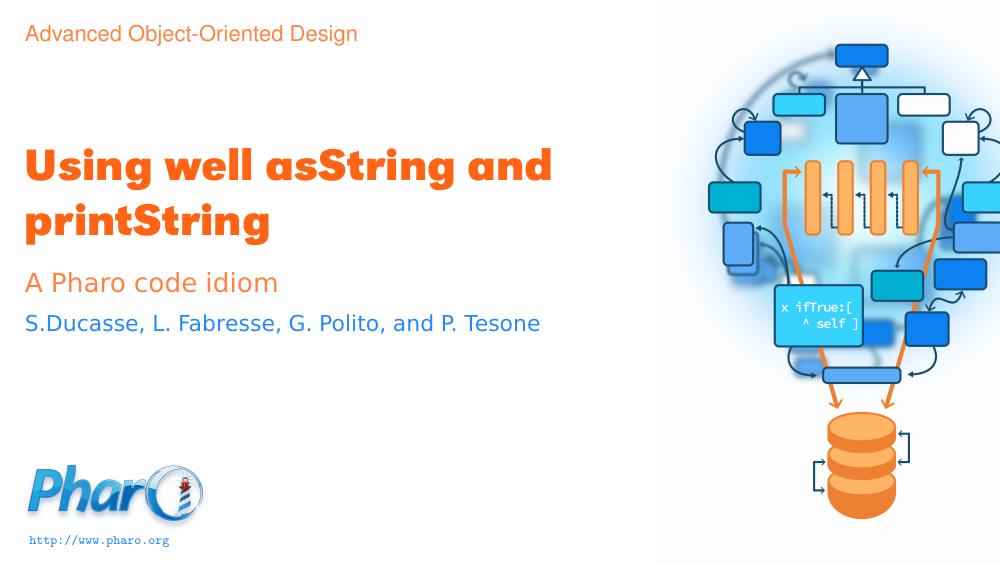 Advanced Object-Oriented Design
Using well asString and
printString
A Pharo code idiom
S.Ducasse, L. Fabresse, G. Polito, and P. Tesone
x ifTrue:[
^ self ]
Pharo
http://www.pharo.org